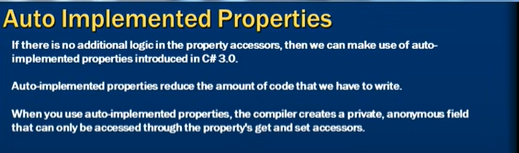 Auto Implemented Properties
If there is no additional logic in the property accessors, then we can make use of auto-
implemented properties introduced in C# 3.0.
Auto-implemented properties reduce the amount of code that we have to write.
When you use auto-implemented properties, the compiler creates a private, anonymous field
that can only be accessed through the property's get and set accessors.